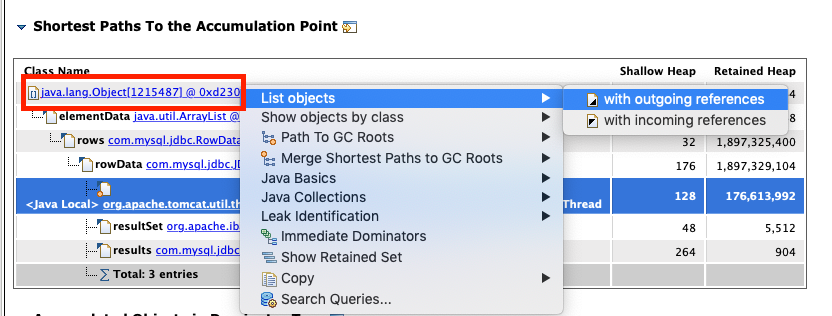 Shortest Paths To the Accumulation Point
Class Name Shallow Heap Retained Heap
java.lang.Object[1215487] @ 0xd230 4
elementData java.util.ArrayList @ 8
rows com.mysql.jdbc.RowData 32 1,897,325,400
rowData com.mysql.jdbc.JD 176 1,897,329,104
<Java Local> org.apache.tomcat.util.th Thread 128 176,613,992
resultSet org.apache.ib 48 5,512
results com.mysql.jdbc 264 904
Total: 3 entries
List objects
Show objects by class
Path To GC Roots
Merge Shortest Paths to GC Roots
Java Basics
Java Collections
Leak Identification
Immediate Dominators
Show Retained Set
Copy
Search Queries...
with outgoing references
with incoming references